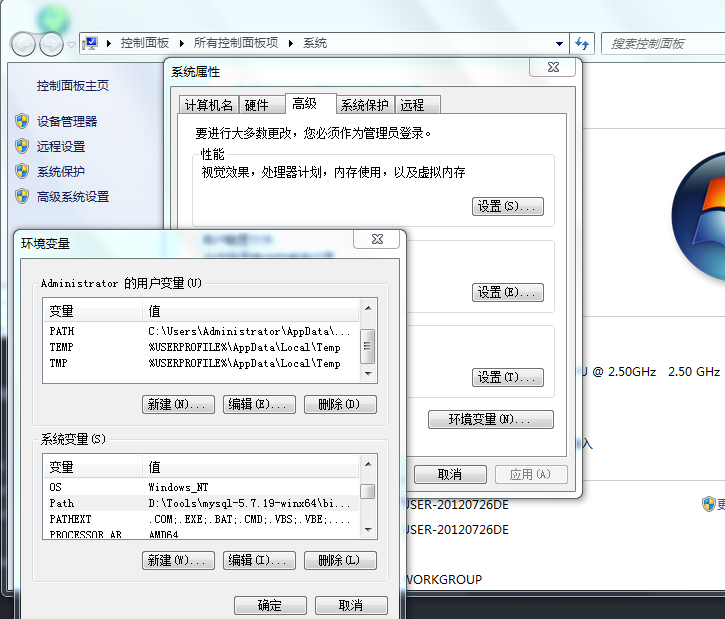 控制面板 所有控制面板项 系统
搜索控制面板
控制面板主页
设备管理器
远程设置
系统保护
高级系统设置
系统属性
计算机名 硬件 高级 系统保护 远程
要进行大多数更改，您必须作为管理员登录。
性能
视觉效果，处理器计划，内存使用，以及虚拟内存
设置(S)...
设置(E)...
设置(T)...
环境变量(N)...
取消 应用(A)
@ 2.50GHz 2.50 GHz
USER-20120726DE
USER-20120726DE
WORKGROUP
环境变量
Administrator 的用户变量(U)
变量 值
PATH C:\Users\Administrator\AppData\...
TEMP %USERPROFILE%\AppData\Local\Temp
TMP %USERPROFILE%\AppData\Local\Temp
新建(N)... 编辑(E)... 删除(D)
系统变量(S)
变量 值
OS Windows_NT
Path D:\Tools\mysql-5.7.19-winx64\bi...
PATHEXT .COM;.EXE;.BAT;.CMD;.VBS;.VBE;...
PROCESSOR_AR AMD64
新建(W)... 编辑(I)... 删除(L)
确定 取消